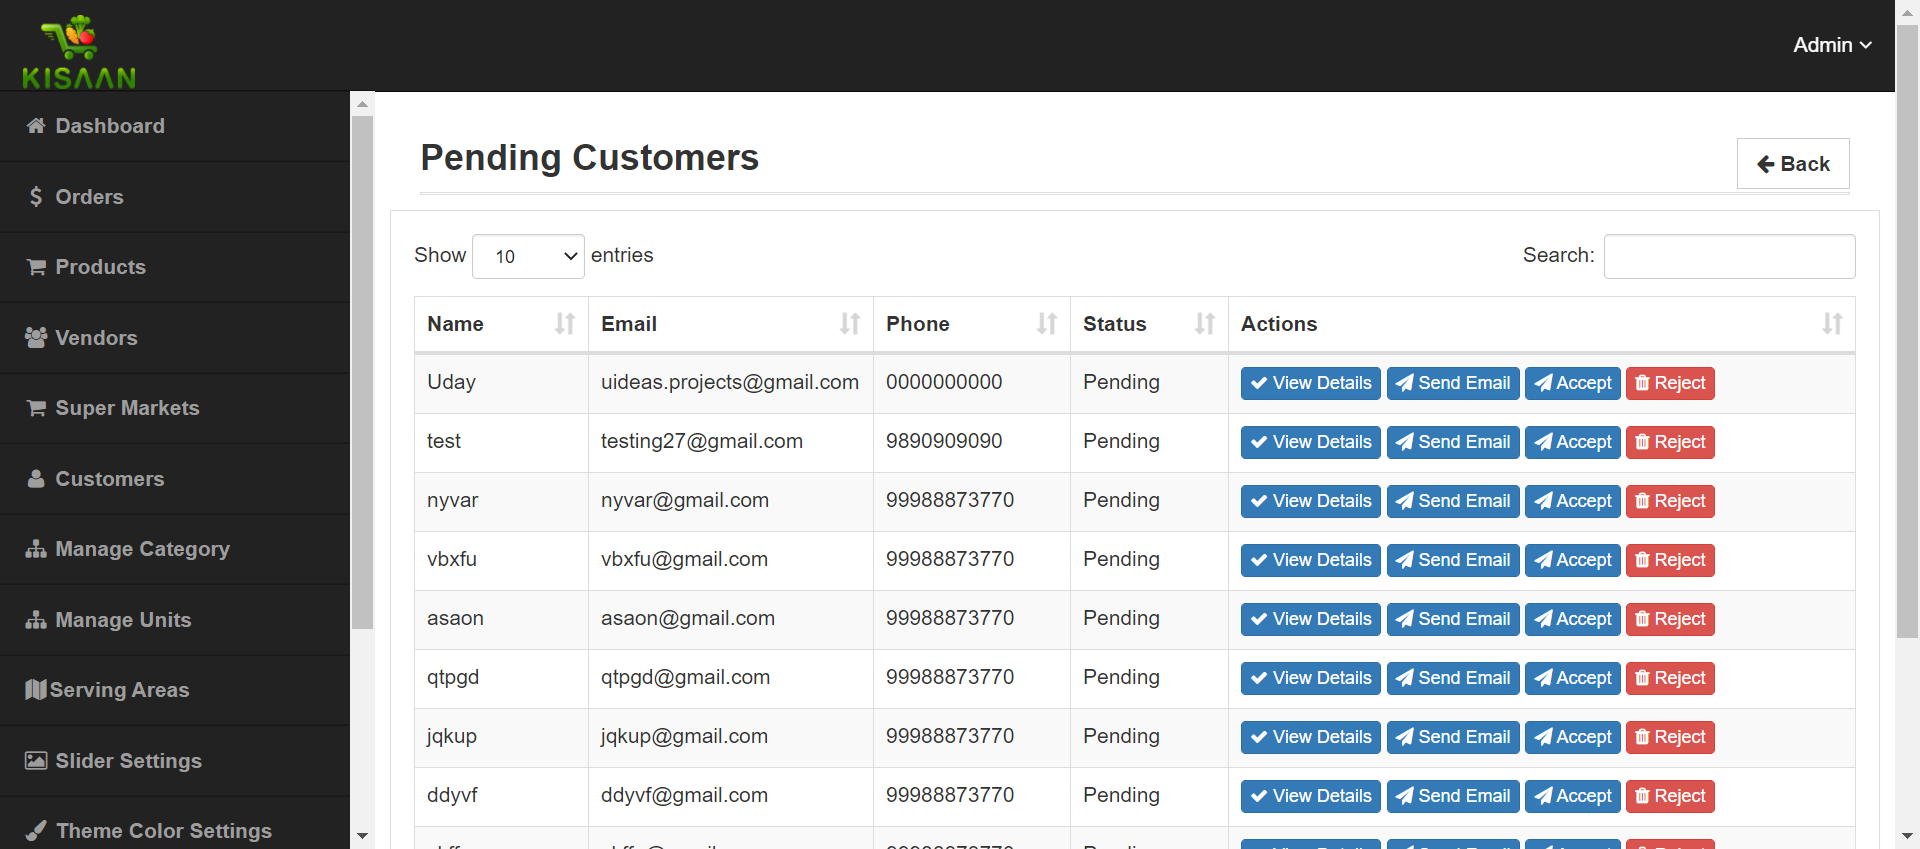 KISAAN
Admin
Dashboard
Orders
Products
Vendors
Super Markets
Customers
Manage Category
Manage Units
Serving Areas
Slider Settings
Theme Color Settings
Pending Customers
Back
Show 10 entries
Search:
Name Email Phone Status Actions
Uday uideas.projects@gmail.com 0000000000 Pending View Details Send Email Accept Reject
test testing27@gmail.com 9890909090 Pending View Details Send Email Accept Reject
nyvar nyvar@gmail.com 99988873770 Pending View Details Send Email Accept Reject
vbxfu vbxfu@gmail.com 99988873770 Pending View Details Send Email Accept Reject
asaon asaon@gmail.com 99988873770 Pending View Details Send Email Accept Reject
qtpgd qtpgd@gmail.com 99988873770 Pending View Details Send Email Accept Reject
jqkup jqkup@gmail.com 99988873770 Pending View Details Send Email Accept Reject
ddyvf ddyvf@gmail.com 99988873770 Pending View Details Send Email Accept Reject